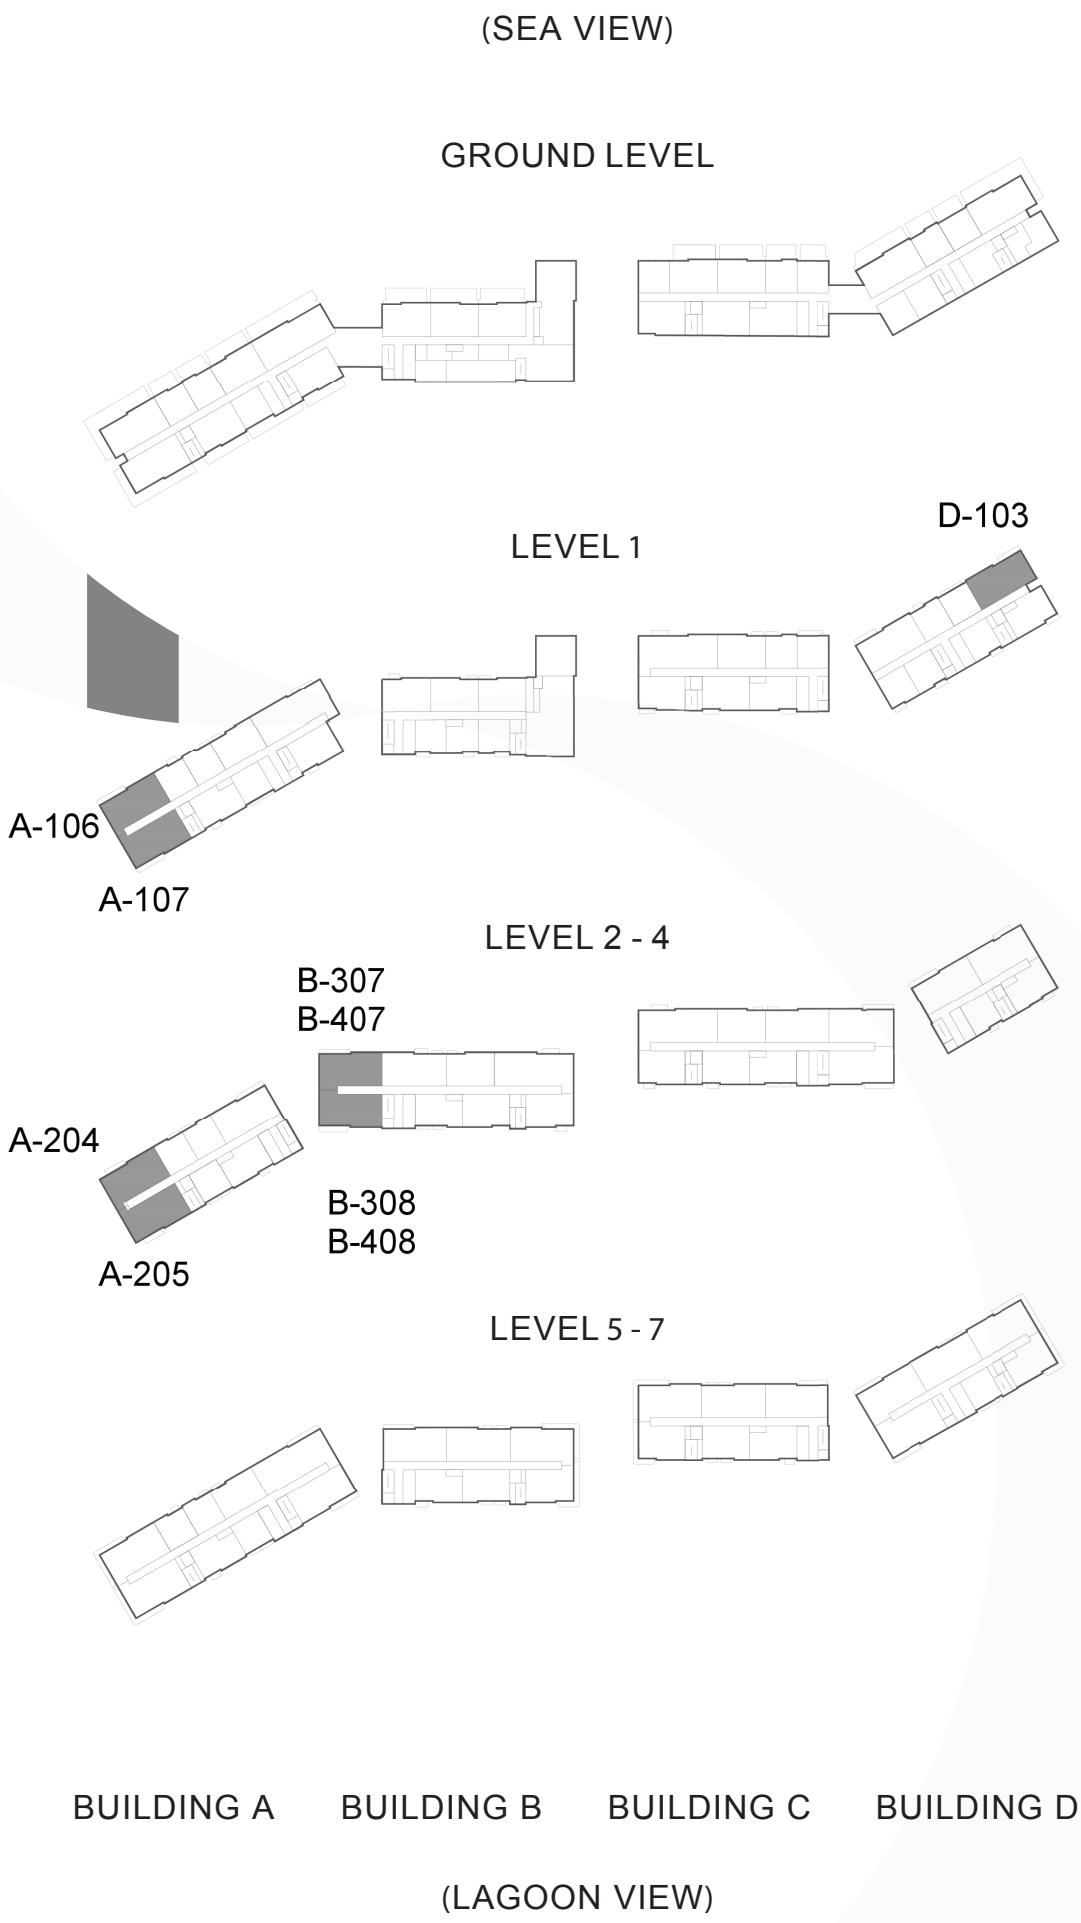 (SEA VIEW)
GROUND LEVEL
D-103
LEVEL 1
A-106
A-107
LEVEL 2 - 4
B-307
B-407
A-204
B-308
B-408
A-205
LEVEL 5 - 7
BUILDING A
BUILDING B
BUILDING C
BUILDING D
(LAGOON VIEW)